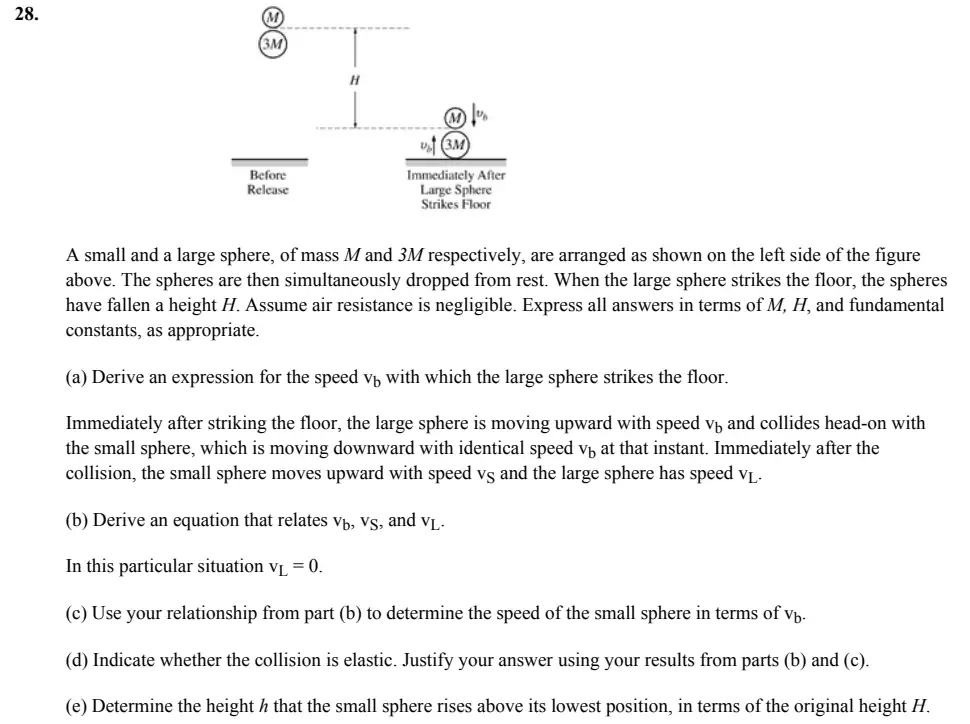 28.
M
3M
H
M
v_b
v_b
3M
Before
Release
Immediately After
Large Sphere
Strikes Floor
A small and a large sphere, of mass M and 3M respectively, are arranged as shown on the left side of the figure
above. The spheres are then simultaneously dropped from rest. When the large sphere strikes the floor, the spheres
have fallen a height H. Assume air resistance is negligible. Express all answers in terms of M, H, and fundamental
constants, as appropriate.
(a) Derive an expression for the speed v_b with which the large sphere strikes the floor.
Immediately after striking the floor, the large sphere is moving upward with speed v_b and collides head-on with
the small sphere, which is moving downward with identical speed v_b at that instant. Immediately after the
collision, the small sphere moves upward with speed v_S and the large sphere has speed v_L.
(b) Derive an equation that relates v_b, v_S, and v_L.
In this particular situation v_L = 0.
(c) Use your relationship from part (b) to determine the speed of the small sphere in terms of v_b.
(d) Indicate whether the collision is elastic. Justify your answer using your results from parts (b) and (c).
(e) Determine the height h that the small sphere rises above its lowest position, in terms of the original height H.